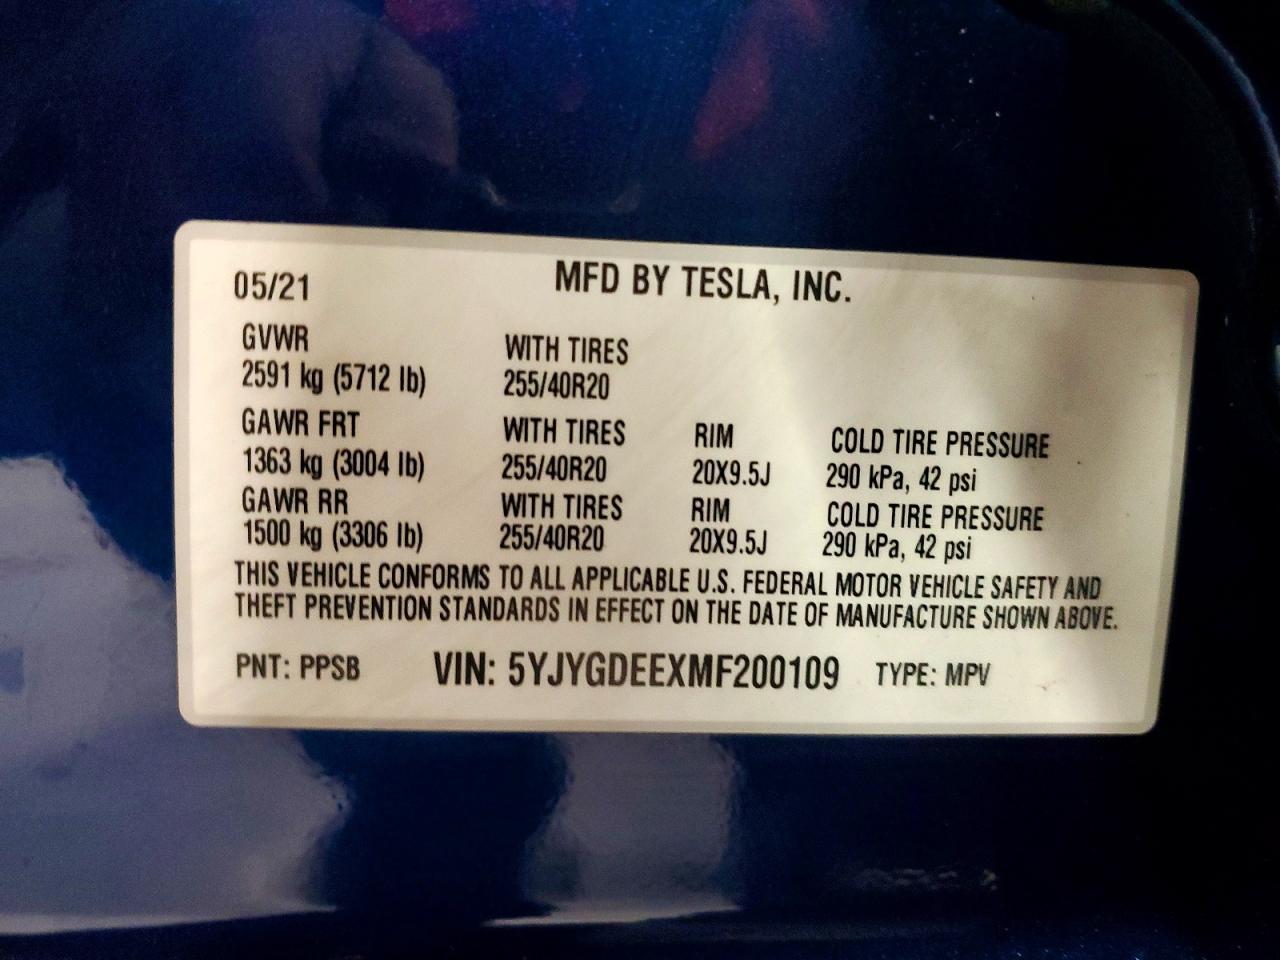 05/21 MFD BY TESLA, INC.
GVWR WITH TIRES
2591 kg (5712 lb) 255/40R20
GAWR FRT WITH TIRES RIM COLD TIRE PRESSURE
1363 kg (3004 lb) 255/40R20 20X9.5J 290 kPa, 42 psi
GAWR RR WITH TIRES RIM COLD TIRE PRESSURE
1500 kg (3306 lb) 255/40R20 20X9.5J 290 kPa, 42 psi
THIS VEHICLE CONFORMS TO ALL APPLICABLE U.S. FEDERAL MOTOR VEHICLE SAFETY AND
THEFT PREVENTION STANDARDS IN EFFECT ON THE DATE OF MANUFACTURE SHOWN ABOVE.
PNT: PPSB VIN: 5YJYGDEEXMF200109 TYPE: MPV